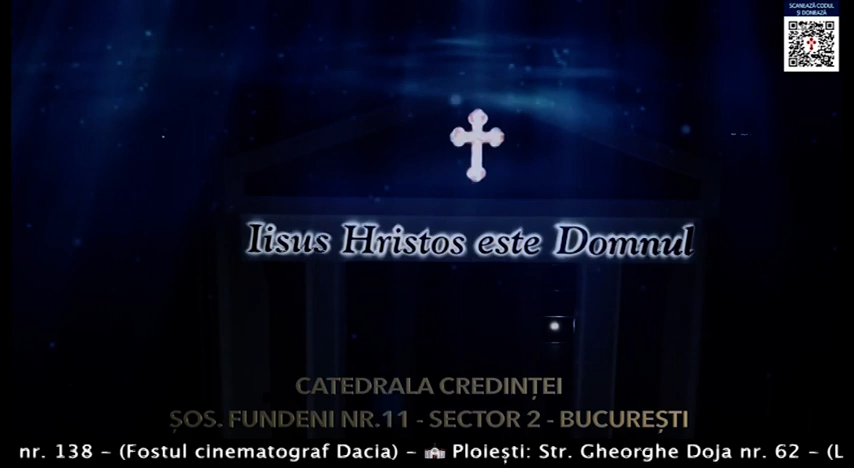 SCANEAZĂ CODUL
ȘI DONEAZĂ
Iisus Hristos este Domnul
CATEDRALA CREDINȚEI
ȘOS. FUNDENI NR.11 - SECTOR 2 - BUCUREȘTI
nr. 138 – (Fostul cinematograf Dacia) – Ploiești: Str. Gheorghe Doja nr. 62 – (L